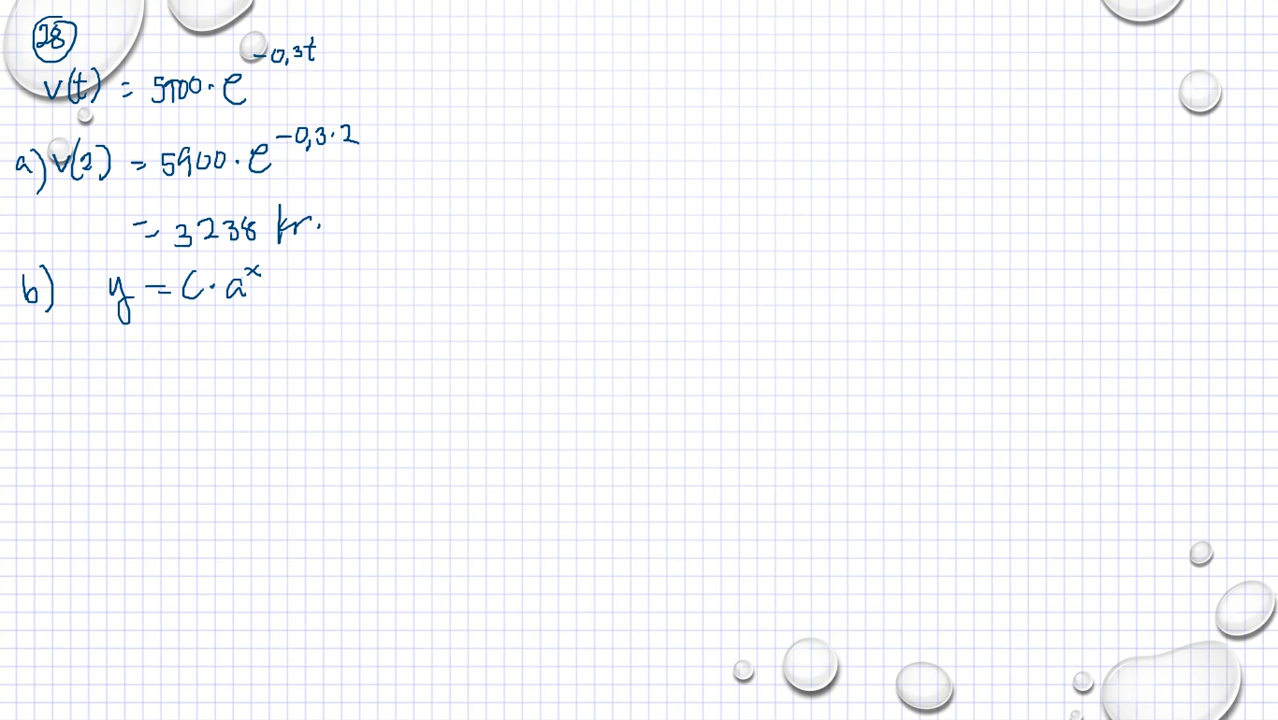 28
v(t) = 5900 · e^-0,3t
a) v(2) = 5900 · e^-0,3·2
= 3238 kr.
b) y = C · a^x